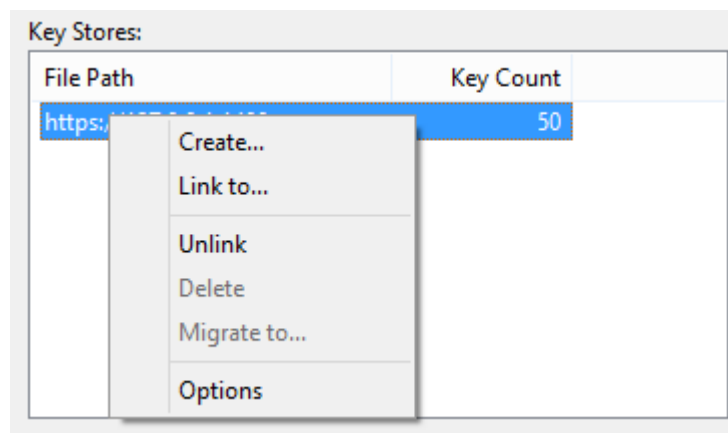 Key Stores:
File Path Key Count
https:/ 50
Create...
Link to...
Unlink
Delete
Migrate to...
Options